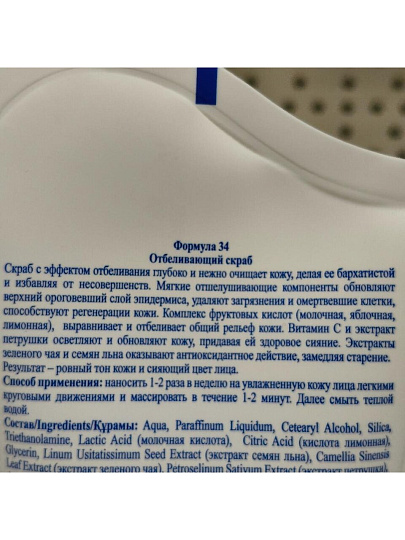 Формула 34
Отбеливающий скраб
Скраб с эффектом отбеливания глубоко и нежно очищает кожу, делая ее бархатистой
и избавляя от несовершенств. Мягкие отшелушивающие компоненты обновляют
верхний ороговевший слой эпидермиса, удаляют загрязнения и омертвевшие клетки,
способствуют регенерации кожи. Комплекс фруктовых кислот (молочная, яблочная,
лимонная), выравнивает и отбеливает общий рельеф кожи. Витамин С и экстракт
петрушки осветляют и обновляют кожу, придавая ей здоровое сияние. Экстракты
зеленого чая и семян льна оказывают антиоксидантное действие, замедляя старение.
Результат – ровный тон кожи и сияющий цвет лица.
Способ применения: наносить 1-2 раза в неделю на увлажненную кожу лица легкими
круговыми движениями и массировать в течение 1-2 минут. Далее смыть теплой
водой.
Состав/Ingredients/Құрамы: Aqua, Paraffinum Liquidum, Cetearyl Alcohol, Silica,
Triethanolamine, Lactic Acid (молочная кислота), Citric Acid (кислота лимонная),
Glycerin, Linum Usitatissimum Seed Extract (экстракт семян льна), Camellia Sinensis
Leaf Extract (экстракт зеленого чая), Petroselinum Sativum Extract (экстракт петрушки),